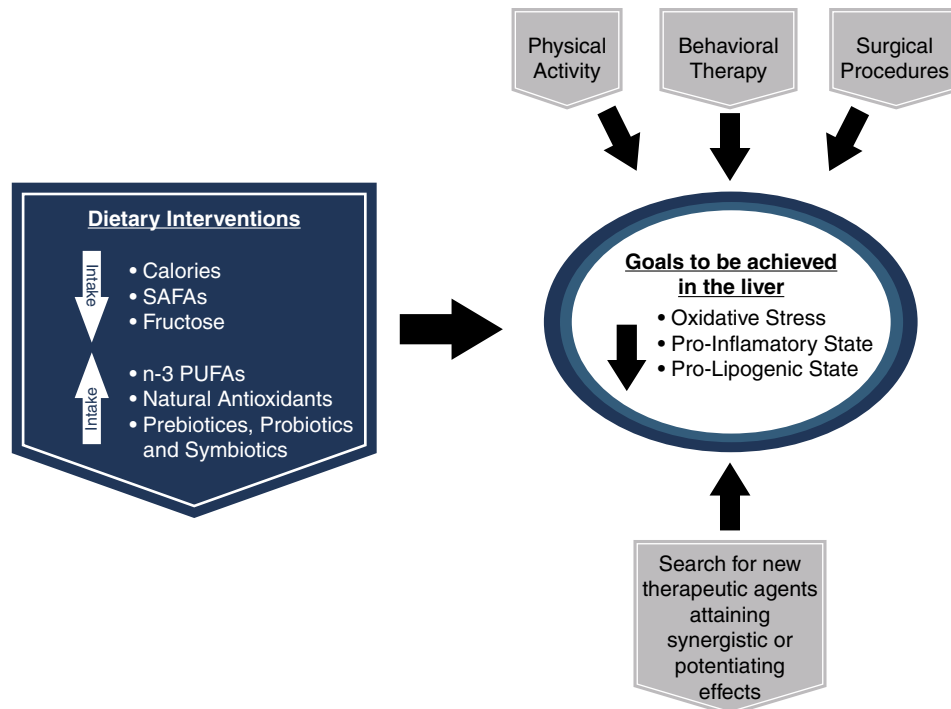 Physical
Activity
Behavioral
Therapy
Surgical
Procedures
Dietary Interventions
Intake
• Calories
• SAFAs
• Fructose
Intake
• n-3 PUFAs
• Natural Antioxidants
• Prebiotices, Probiotics
and Symbiotics
Goals to be achieved
in the liver
• Oxidative Stress
• Pro-Inflamatory State
• Pro-Lipogenic State
Search for new
therapeutic agents
attaining
synergistic or
potentiating
effects